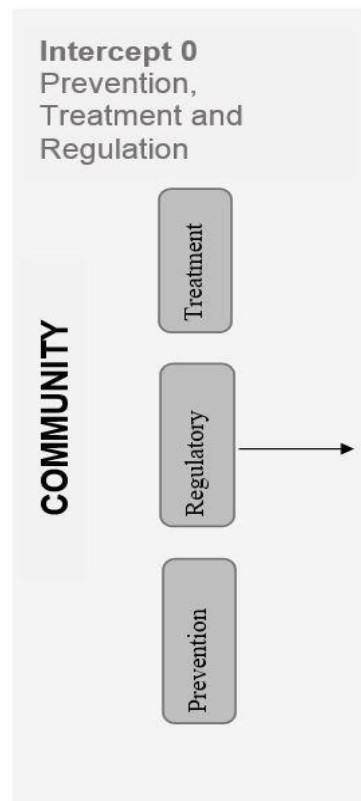 Intercept 0
Prevention,
Treatment and
Regulation
COMMUNITY
Treatment
Regulatory
Prevention